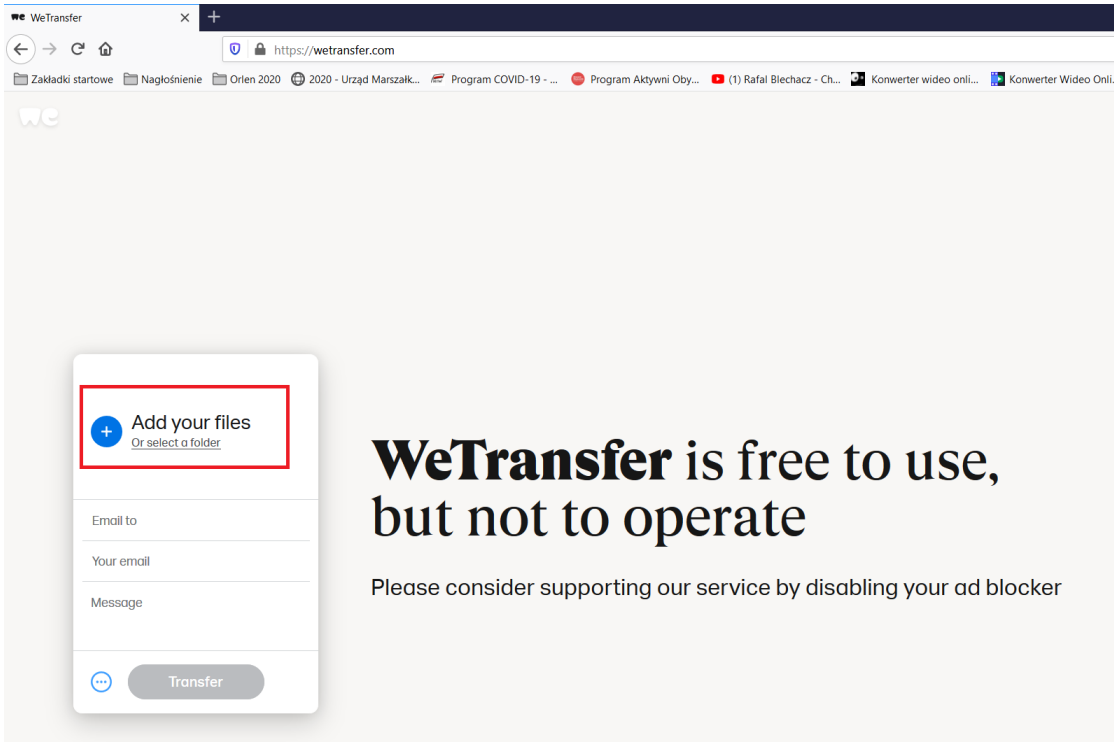 we WeTransfer
https://wetransfer.com
Zakładki startowe Nagłośnienie Orlen 2020 2020 - Urząd Marszałk... Program COVID-19 - ... Program Aktywni Oby... (1) Rafal Blechacz - Ch... Konwerter wideo onli... Konwerter Wideo Onli
we
Add your files
Or select a folder
Email to
Your email
Message
Transfer
WeTransfer is free to use,
but not to operate
Please consider supporting our service by disabling your ad blocker